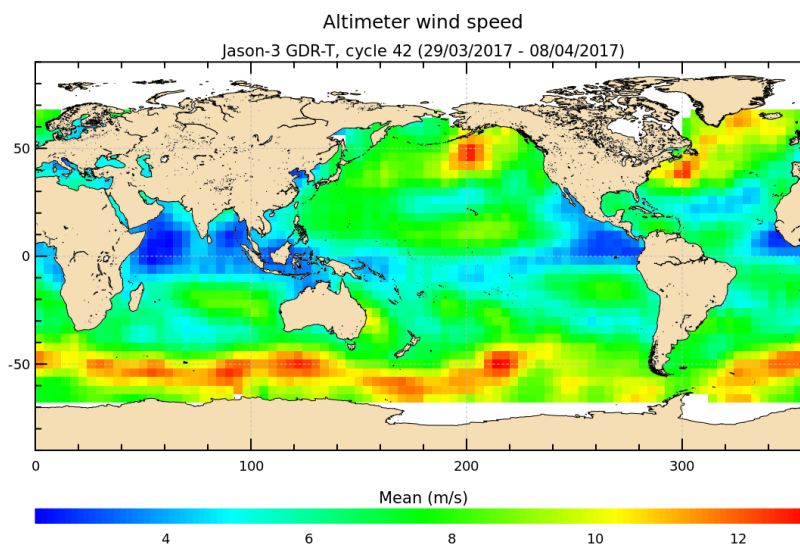 Altimeter wind speed
Jason-3 GDR-T, cycle 42 (29/03/2017 - 08/04/2017)
50
0
-50
0 100 200 300
Mean (m/s)
4 6 8 10 12